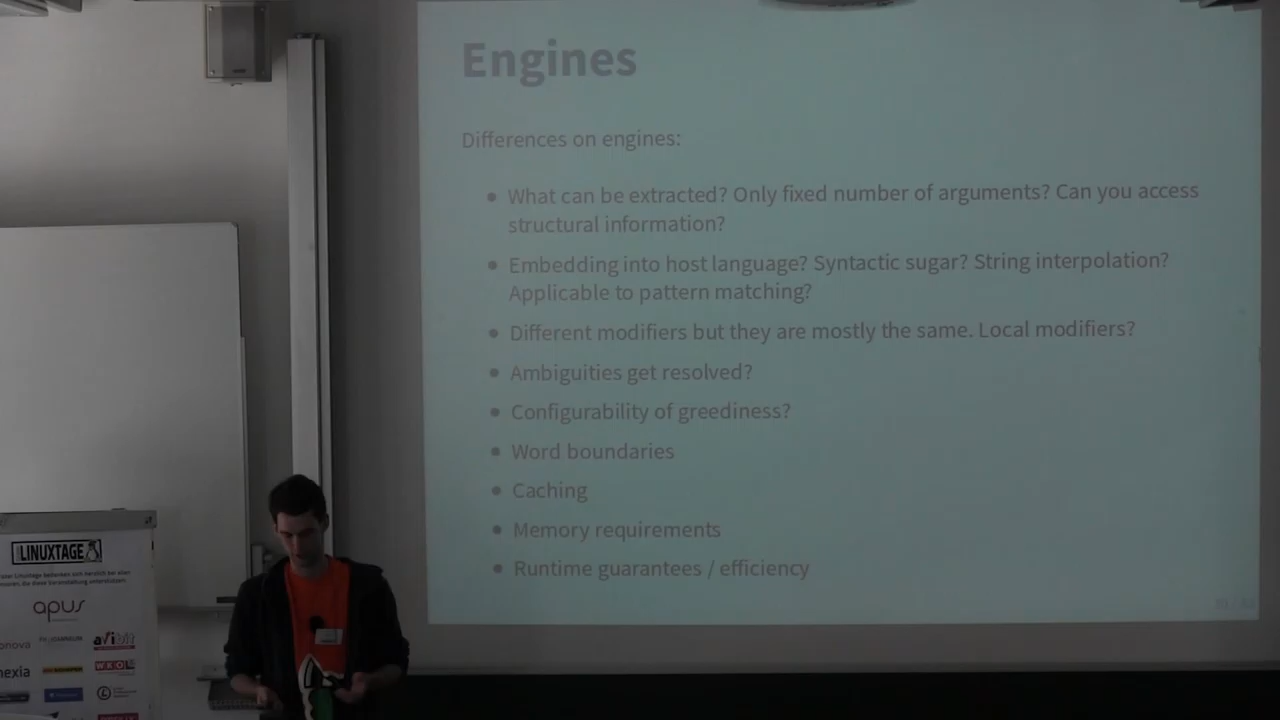 Engines
Differences on engines:
• What can be extracted? Only fixed number of arguments? Can you access
structural information?
• Embedding into host language? Syntactic sugar? String interpolation?
Applicable to pattern matching?
• Different modifiers but they are mostly the same. Local modifiers?
• Ambiguities get resolved?
• Configurability of greediness?
• Word boundaries
• Caching
• Memory requirements
• Runtime guarantees / efficiency
LINUXTAGE
apus
avibit
WKO